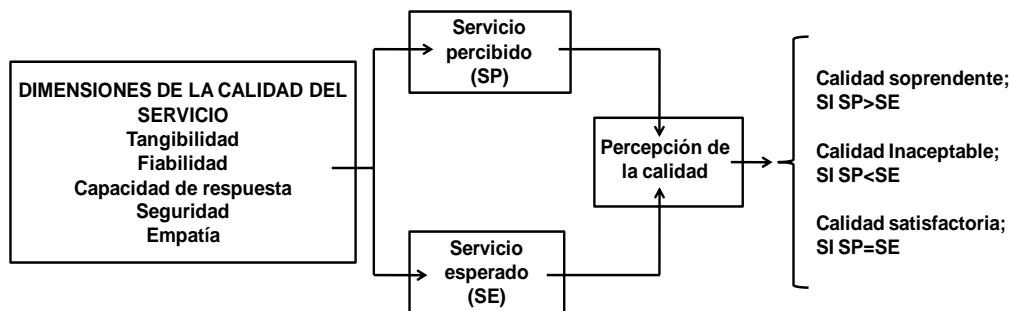 DIMENSIONES DE LA CALIDAD DEL
SERVICIO
Tangibilidad
Fiabilidad
Capacidad de respuesta
Seguridad
Empatía
Servicio
percibido
(SP)
Servicio
esperado
(SE)
Percepción de
la calidad
Calidad soprendente;
SI SP>SE
Calidad Inaceptable;
SI SP<SE
Calidad satisfactoria;
SI SP=SE